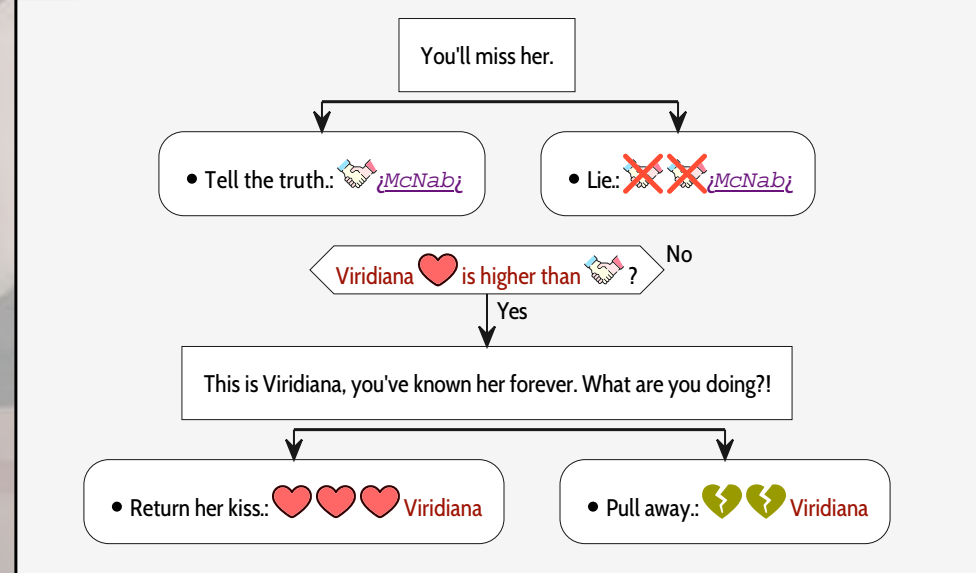 You'll miss her.
• Tell the truth.: ¿McNab¿
• Lie.: ¿McNab¿
Viridiana is higher than ?
No
Yes
This is Viridiana, you've known her forever. What are you doing?!
• Return her kiss.: Viridiana
• Pull away.: Viridiana